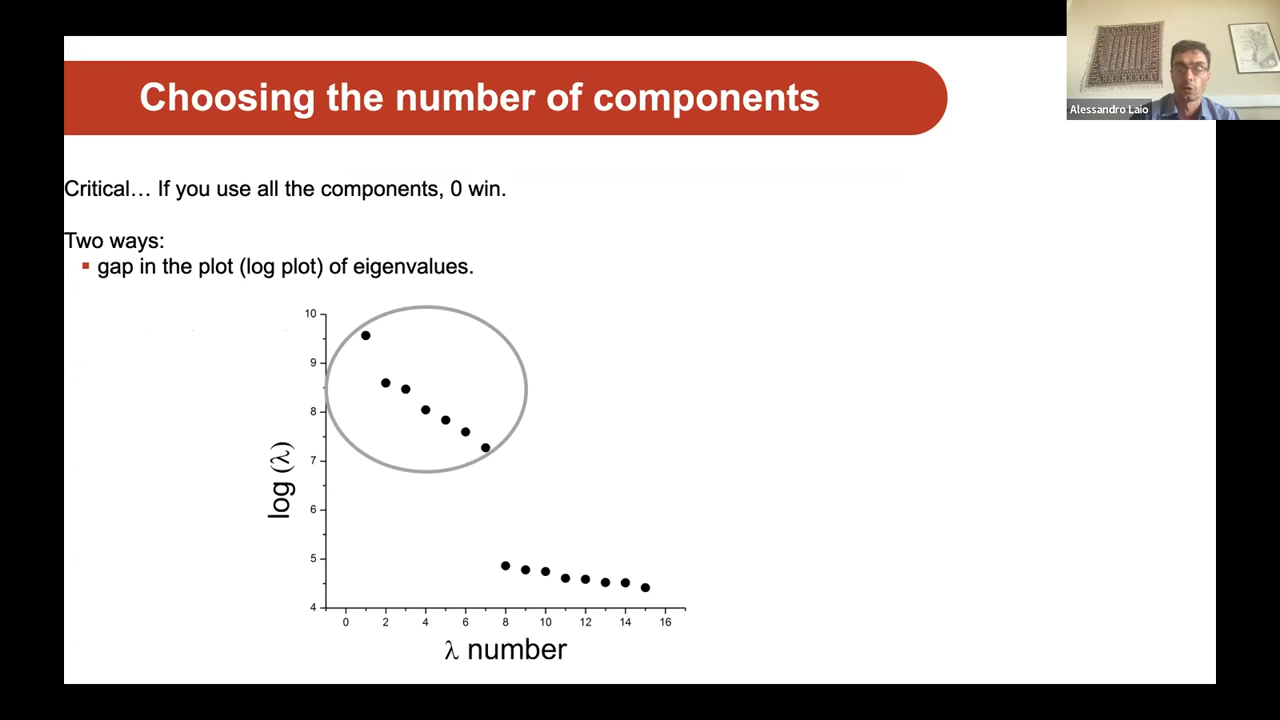 Choosing the number of components
Alessandro Laio
Critical… If you use all the components, 0 win.
Two ways:
▪ gap in the plot (log plot) of eigenvalues.
10
9
8
7
6
5
4
log (λ)
0 2 4 6 8 10 12 14 16
λ number